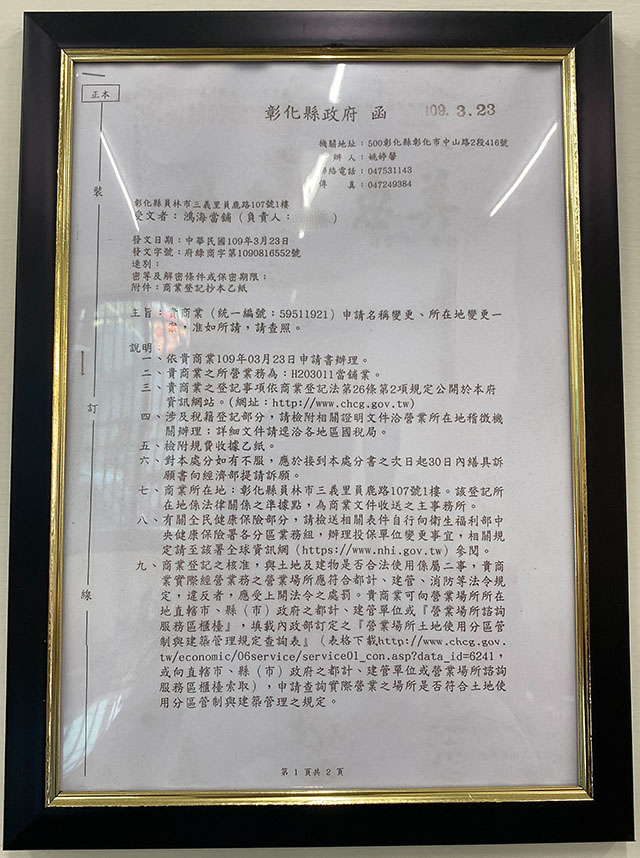 正本
彰化縣政府 函
109. 3. 23
機關地址：500彰化縣彰化市中山路2段416號
辦 人：姚婷馨
絡電話：047531143
傳 真：047249384
彰化縣員林市三義里員鹿路107號1樓
受文者：鴻海當鋪（負責人： ）
發文日期：中華民國109年3月23日
發文字號：府綠商字第1090816552號
速別：
密等及解密條件或保密期限：
附件：商業登記抄本乙紙
主旨：貴商業（統一編號：59511921）申請名稱變更、所在地變更一
案，准如所請，請查照。
說明：
一、依貴商業109年03月23日申請書辦理。
二、貴商業之所營業務為：H203011當鋪業。
三、貴商業之登記事項依商業登記法第26條第2項規定公開於本府
資訊網站。(網址：http://www.chcg.gov.tw)
四、涉及稅籍登記部分，請檢附相關證明文件洽營業所在地稽徵機
關辦理；詳細文件請逕洽各地區國稅局。
五、檢附規費收據乙紙。
六、對本處分如有不服，應於接到本處分書之次日起30日內繕具訴
願書向經濟部提請訴願。
七、商業所在地：彰化縣員林市三義里員鹿路107號1樓。該登記所
在地係法律關係之準據點，為商業文件收送之主事務所。
八、有關全民健康保險部分，請檢送相關表件自行向衛生福利部中
央健康保險署各分區業務組，辦理投保單位變更事宜，相關規
定請至該署全球資訊網（https://www.nhi.gov.tw）參閱。
九、商業登記之核准，與土地及建物是否合法使用係屬二事，貴商
業實際經營業務之營業場所應符合都計、建管、消防等法令規
定，違反者，應受上關法令之處罰。貴商業可向營業場所所在
地直轄市、縣（市）政府之都計、建管單位或『營業場所諮詢
服務區櫃檯』，填載內政部訂定之『營業場所土地使用分區管
制與建築管理規定查詢表』（表格下載http://www.chcg.gov.
tw/economic/06service/service01_con.asp?data_id=6241，
或向直轄市、縣（市）政府之都計、建管單位或營業場所諮詢
服務區櫃檯索取），申請查詢實際營業之場所是否符合土地使
用分區管制與建築管理之規定。
裝
訂
線
第 1 頁共 2 頁